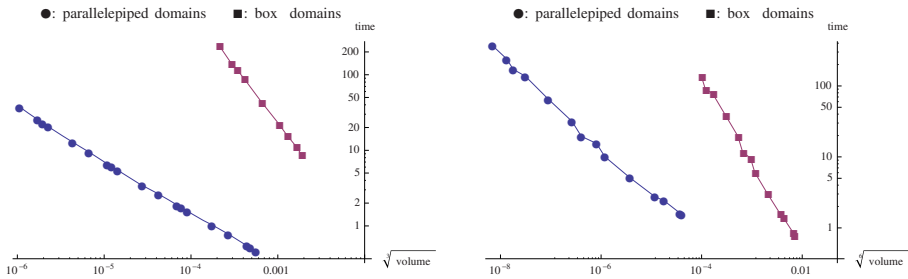 ●: parallelepiped domains ■: box domains
time
200
100
50
20
10
5
2
1
10⁻⁶ 10⁻⁵ 10⁻⁴ 0.001
∛volume
●: parallelepiped domains ■: box domains
time
100
50
10
5
1
10⁻⁸ 10⁻⁶ 10⁻⁴ 0.01
⁶√volume